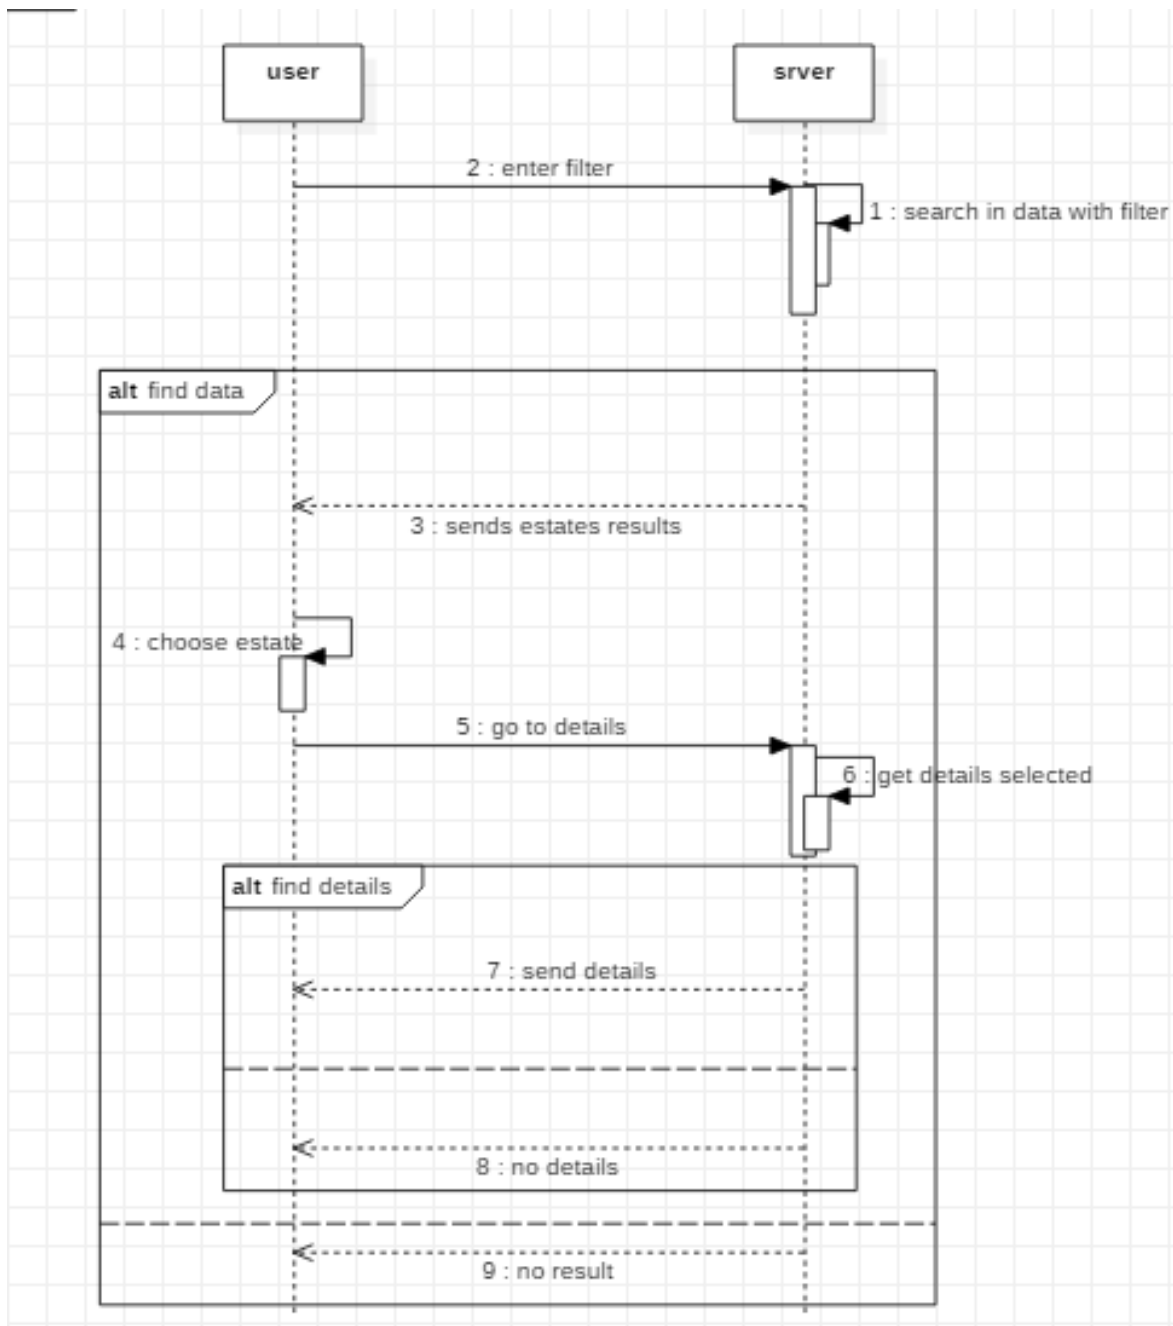 user
srver
2 : enter filter
1 : search in data with filter
alt find data
3 : sends estates results
4 : choose estate
5 : go to details
6 : get details selected
alt find details
7 : send details
8 : no details
9 : no result